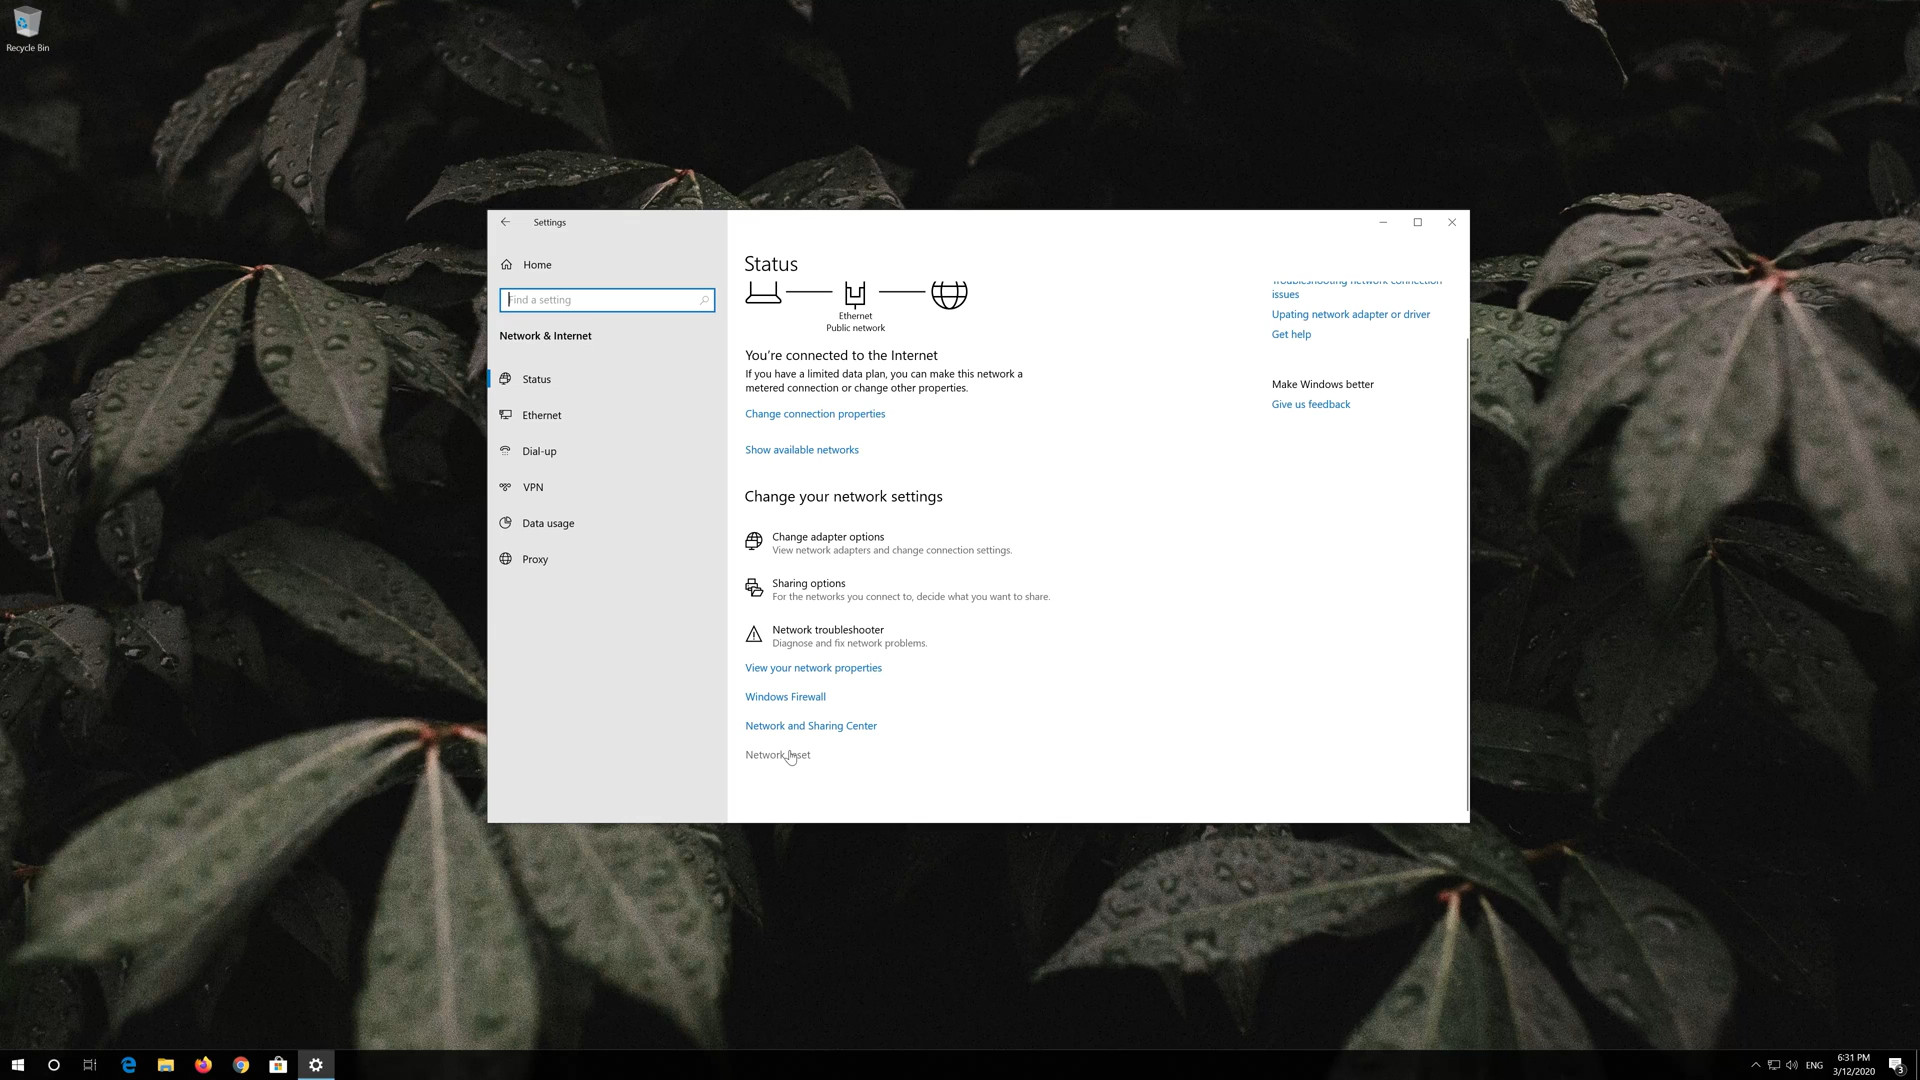 Recycle Bin
Settings
Home
Find a setting
Network & Internet
Status
Ethernet
Dial-up
VPN
Data usage
Proxy
Status
Ethernet
Public network
You're connected to the Internet
If you have a limited data plan, you can make this network a
metered connection or change other properties.
Change connection properties
Show available networks
Change your network settings
Change adapter options
View network adapters and change connection settings.
Sharing options
For the networks you connect to, decide what you want to share.
Network troubleshooter
Diagnose and fix network problems.
View your network properties
Windows Firewall
Network and Sharing Center
Network reset
Troubleshooting network connection
issues
Upating network adapter or driver
Get help
Make Windows better
Give us feedback
ENG
6:31 PM
3/12/2020
3